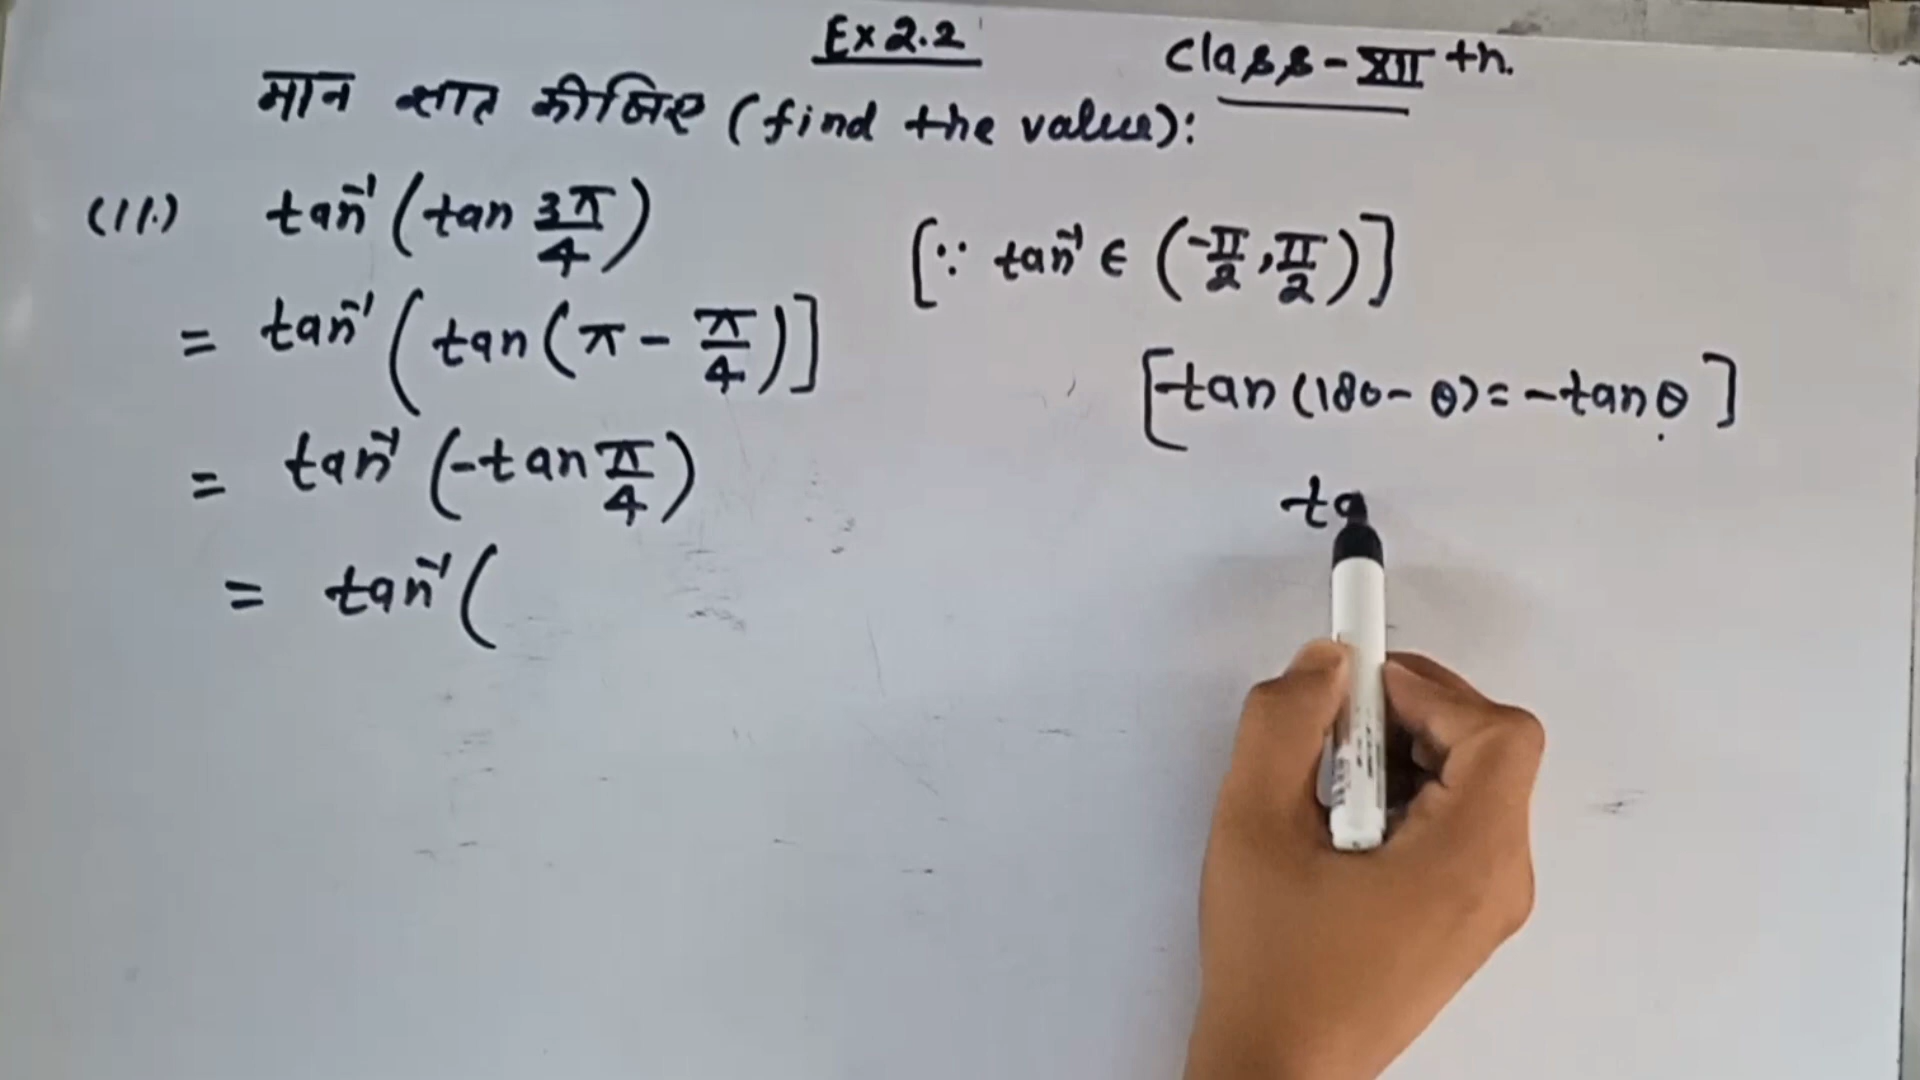 Ex 2.2
Class-XII th.
मान ज्ञात कीजिए (find the value):
(11.) tan⁻¹(tan 3π/4) [∵ tan⁻¹ ∈ (-π/2, π/2)]
= tan⁻¹(tan(π - π/4)] [tan(180-θ)=-tanθ]
= tan⁻¹(-tan π/4)
ta
= tan⁻¹(